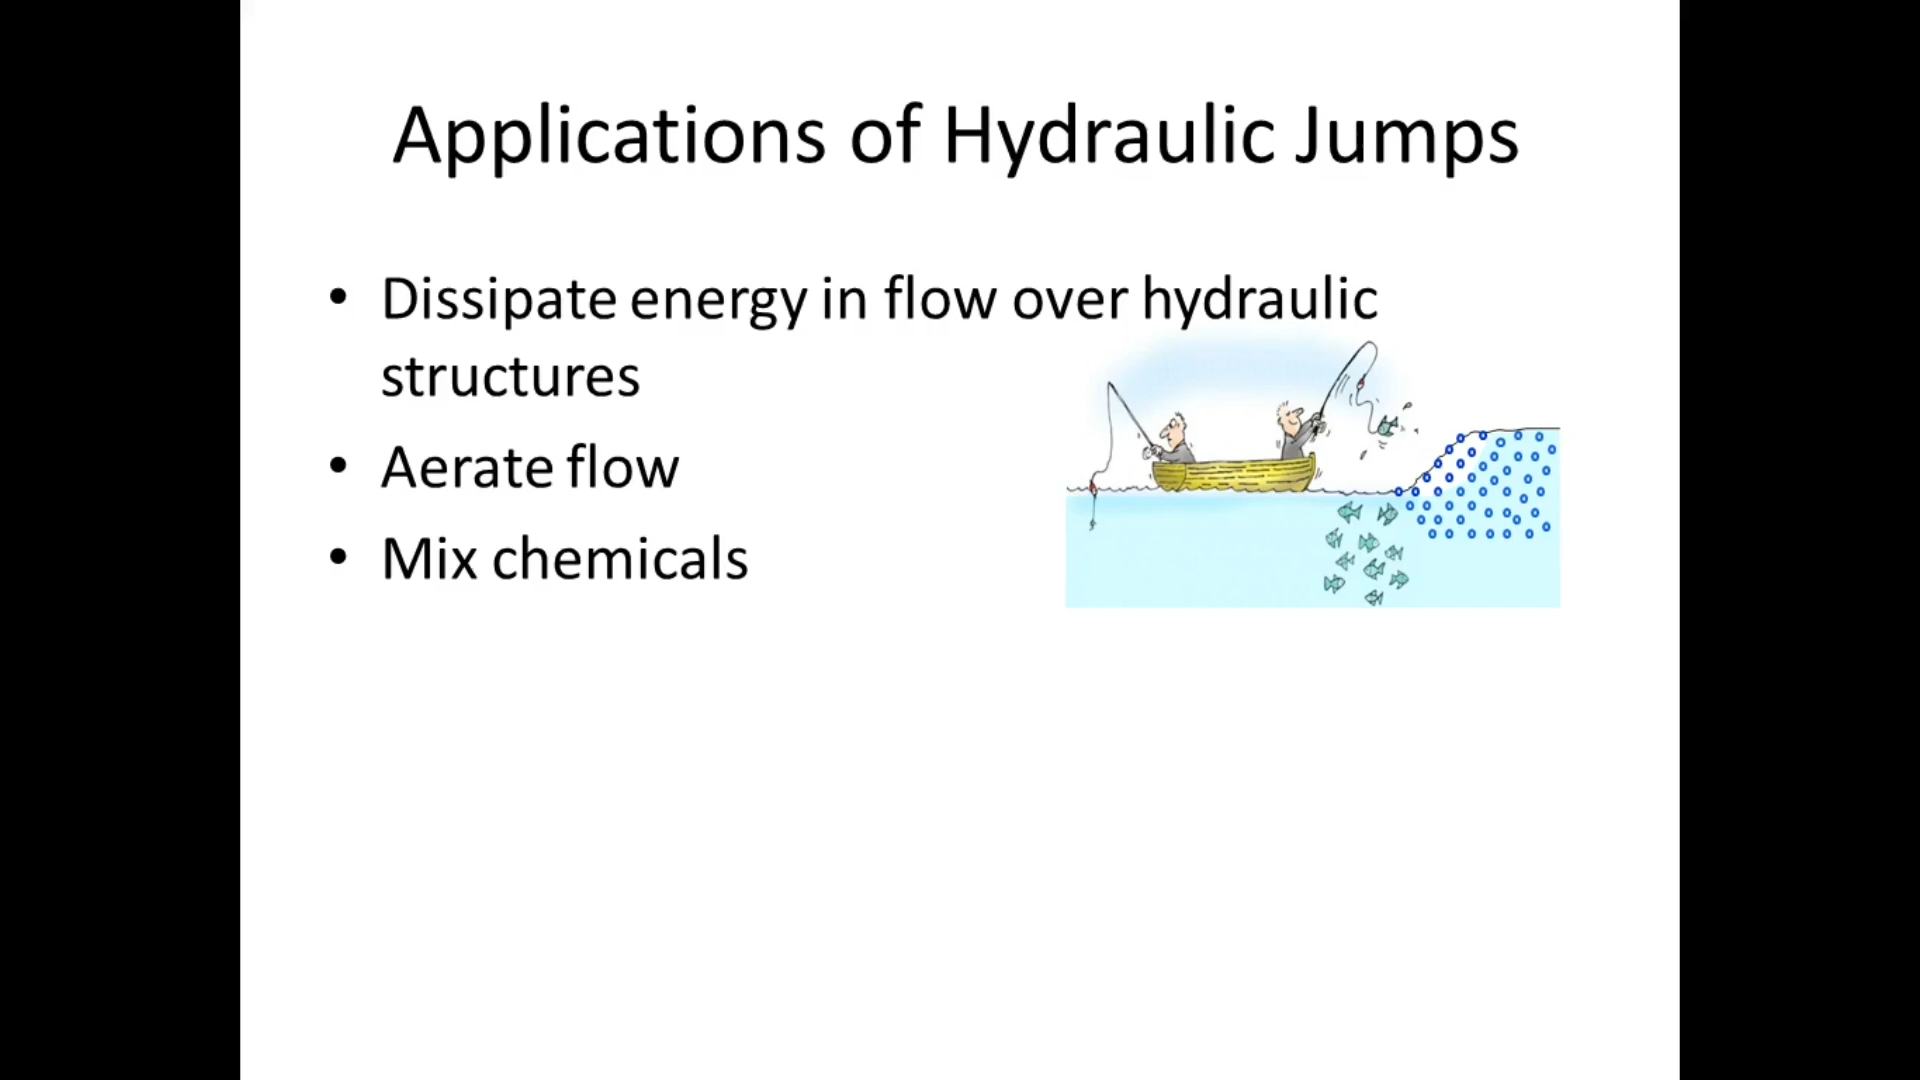 Applications of Hydraulic Jumps
• Dissipate energy in flow over hydraulic
structures
• Aerate flow
• Mix chemicals